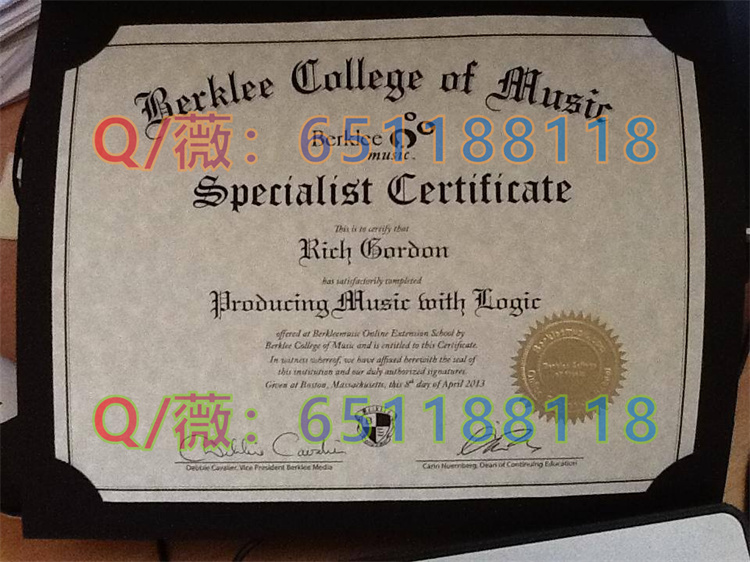 Berklee College of Music
Q/薇：651188118
Berklee
music.
Specialist Certificate
This is to certify that
Rich Gordon
has satisfactorily completed
Producing Music with Logic
offered at Berkleemusic Online Extension School by
Berklee College of Music and is entitled to this Certificate.
In witness whereof, we have affixed herewith the seal of
this institution and our duly authorized signatures.
Given at Boston, Massachusetts, this 8th day of April 2013
Q/薇：651188118
Debbie Cavalier, Vice President Berklee Media
Carin Nuernberg, Dean of Continuing Education